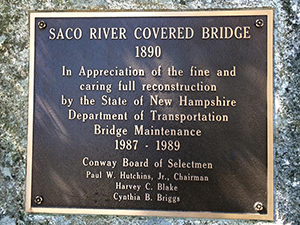 SACO RIVER COVERED BRIDGE
1890
In Appreciation of the fine and
caring full reconstruction
by the State of New Hampshire
Department of Transportation
Bridge Maintenance
1987 - 1989
Conway Board of Selectmen
Paul W. Hutchins, Jr., Chairman
Harvey C. Blake
Cynthia B. Briggs